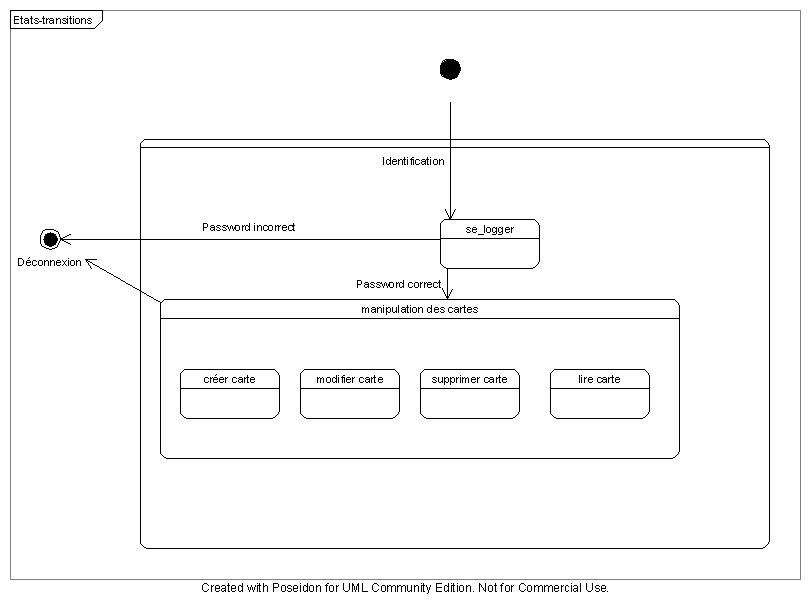 Etats-transitions
Identification
Password incorrect
se_logger
Déconnexion
Password correct
manipulation des cartes
créer carte
modifier carte
supprimer carte
lire carte
Created with Poseidon for UML Community Edition. Not for Commercial Use.